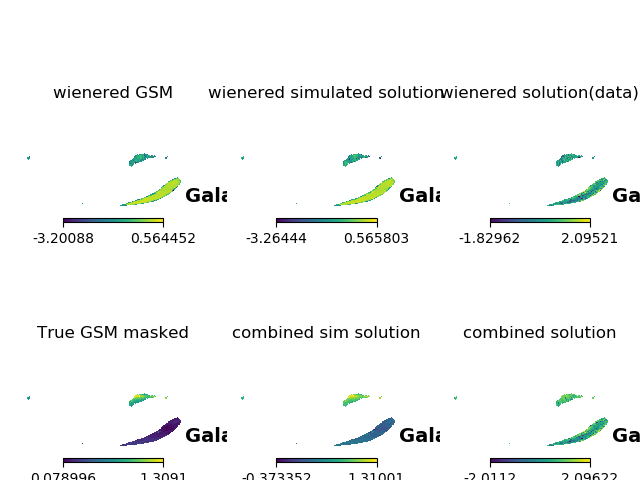 wienered GSM
wienered simulated solution
wienered solution(data)
Gala
Gala
Ga
-3.20088 0.564452
-3.26444 0.565803
-1.82962 2.09521
True GSM masked
combined sim solution
combined solution
Gala
Gala
Ga
0.078996 1.3091
-0.373352 1.31001
-2.0112 2.09622